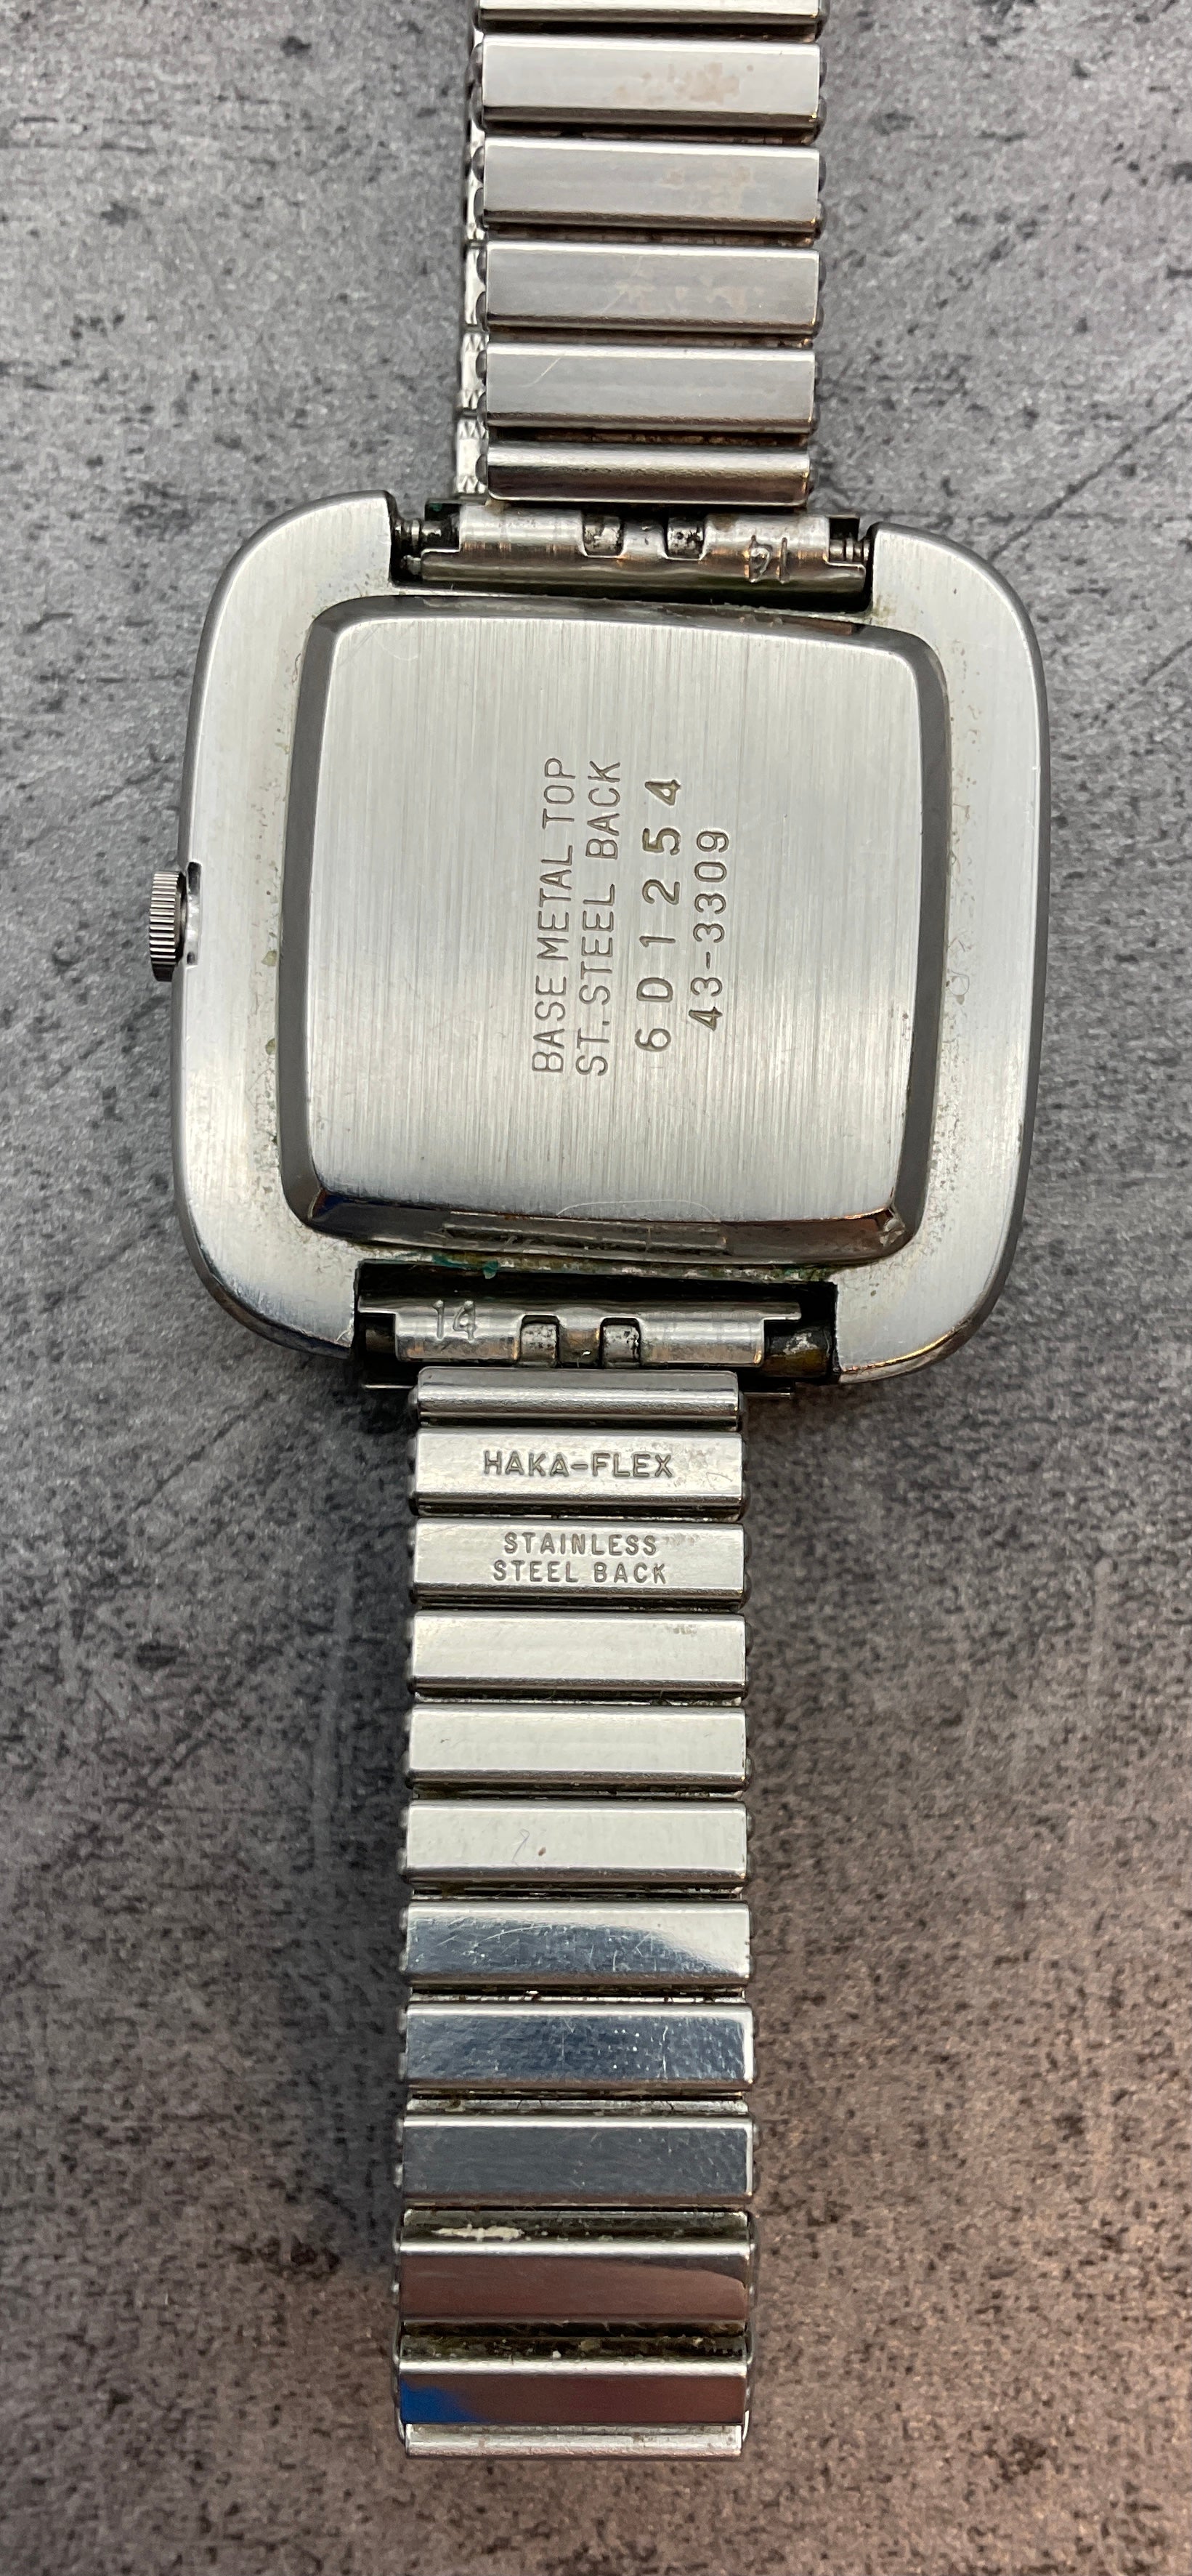 14
BASE METAL TOP
ST.STEEL BACK
6D1254
43-3309
14
HAKA-FLEX
STAINLESS
STEEL BACK